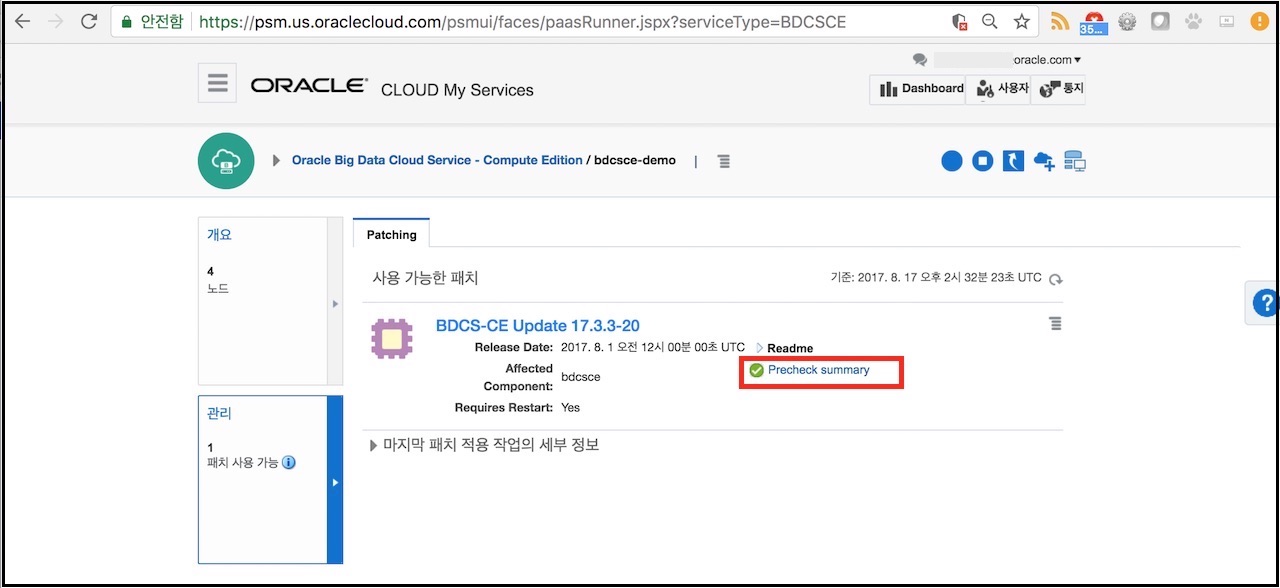 안전함 https://psm.us.oraclecloud.com/psmui/faces/paasRunner.jspx?serviceType=BDCSCE
35...
oracle.com
ORACLE® CLOUD My Services
Dashboard 사용자 통지
Oracle Big Data Cloud Service - Compute Edition / bdcsce-demo |
개요
4
노드
관리
1
패치 사용 가능
Patching
사용 가능한 패치 기준: 2017. 8. 17 오후 2시 32분 23초 UTC
BDCS-CE Update 17.3.3-20
Release Date: 2017. 8. 1 오전 12시 00분 00초 UTC Readme
Affected Component: bdcsce Precheck summary
Requires Restart: Yes
마지막 패치 적용 작업의 세부 정보
?